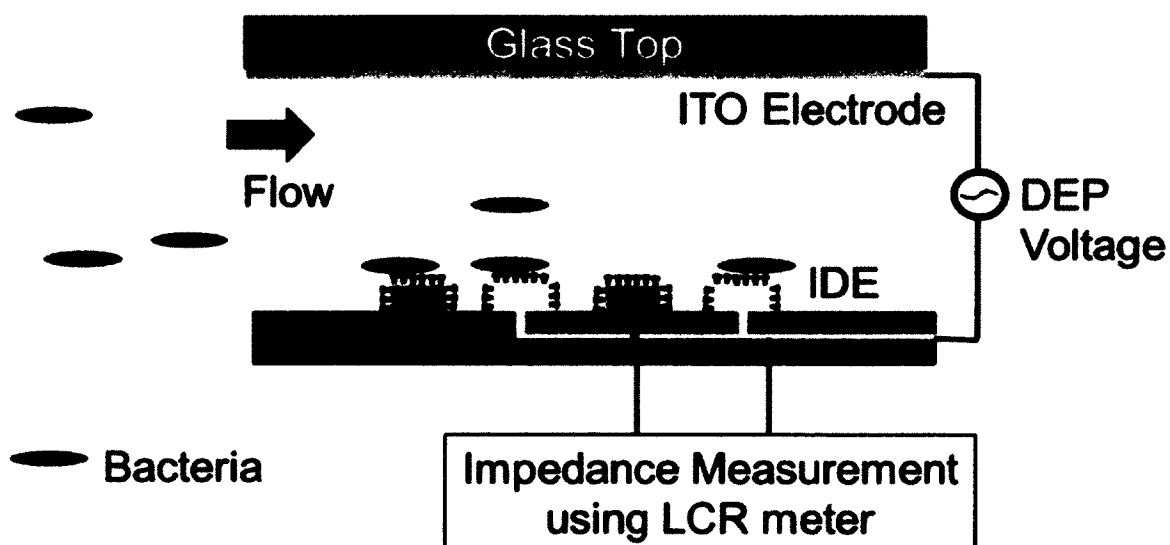 Glass Top
ITO Electrode
Flow
DEP
Voltage
IDE
Bacteria
Impedance Measurement
using LCR meter